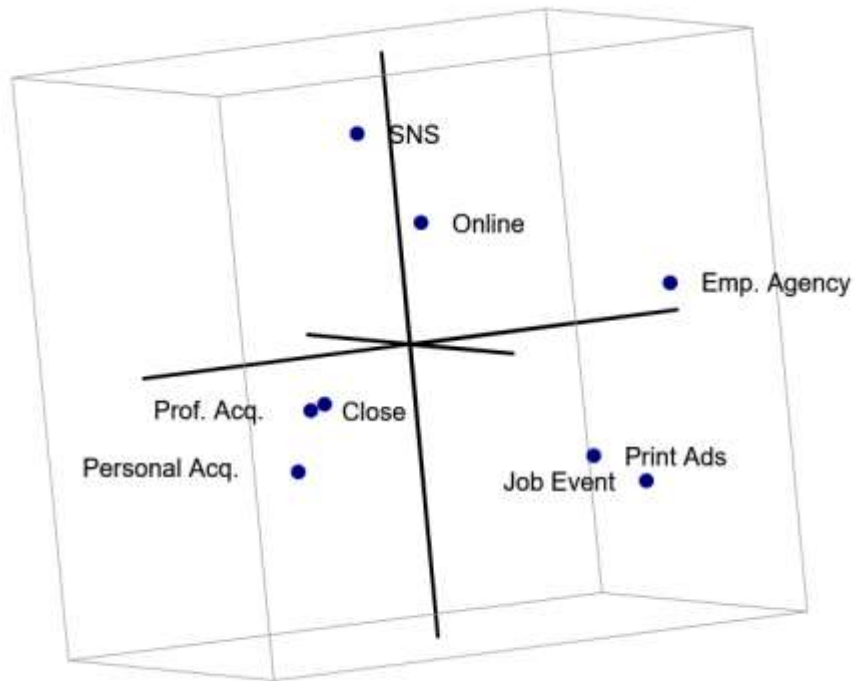 SNS
Online
Emp. Agency
Prof. Acq.
Close
Personal Acq.
Print Ads
Job Event